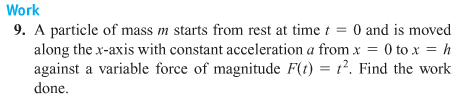 Work
9. A particle of mass m starts from rest at time t = 0 and is moved
along the x-axis with constant acceleration a from x = 0 to x = h
against a variable force of magnitude F(t) = t². Find the work
done.